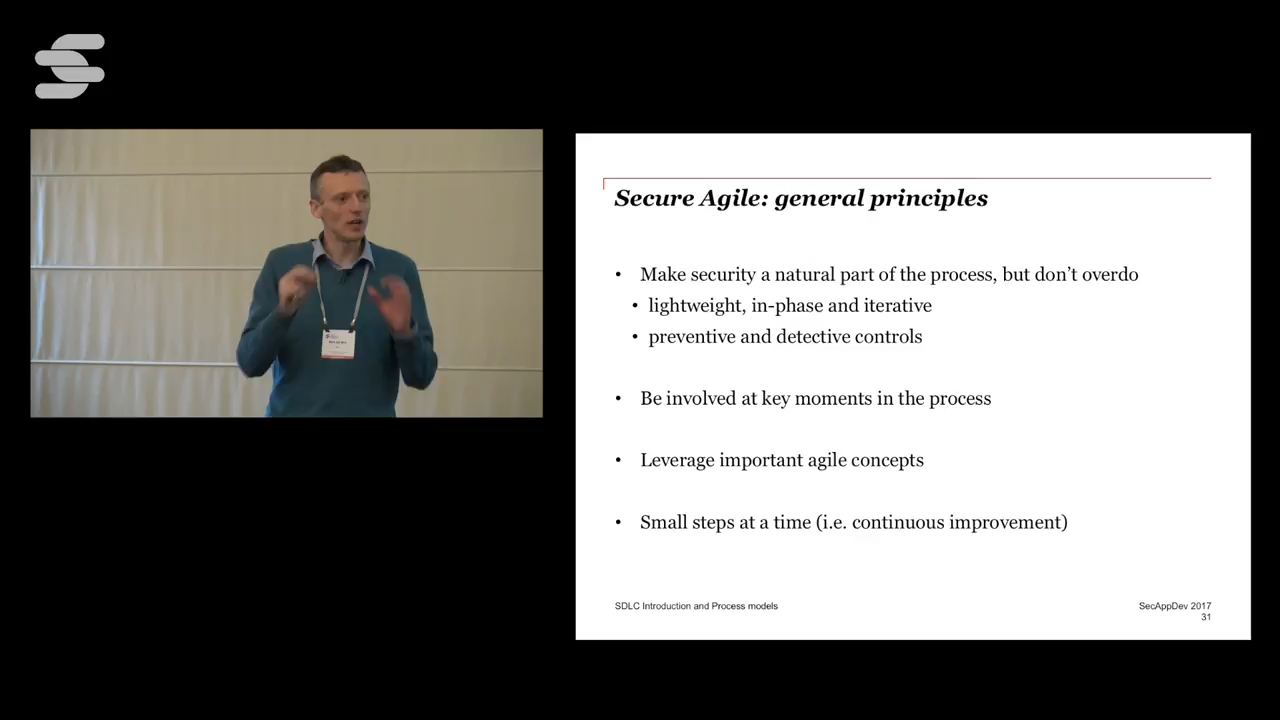 Secure Agile: general principles
• Make security a natural part of the process, but don’t overdo
• lightweight, in-phase and iterative
• preventive and detective controls
• Be involved at key moments in the process
• Leverage important agile concepts
• Small steps at a time (i.e. continuous improvement)
SDLC Introduction and Process models
SecAppDev 2017
31